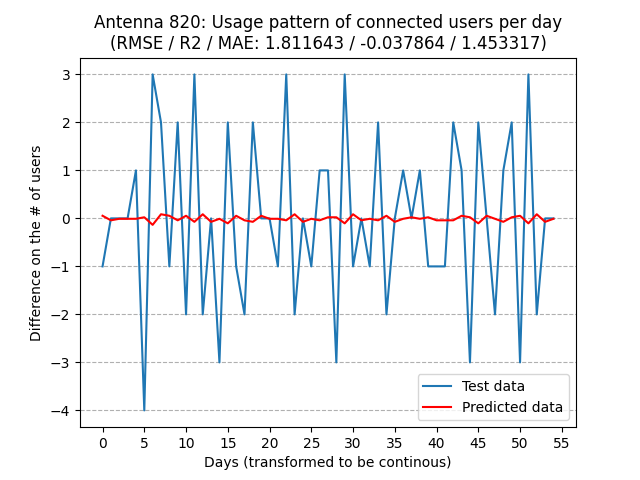 Antenna 820: Usage pattern of connected users per day
(RMSE / R2 / MAE: 1.811643 / -0.037864 / 1.453317)
Difference on the # of users
3
2
1
0
−1
−2
−3
−4
Test data
Predicted data
0 5 10 15 20 25 30 35 40 45 50 55
Days (transformed to be continous)